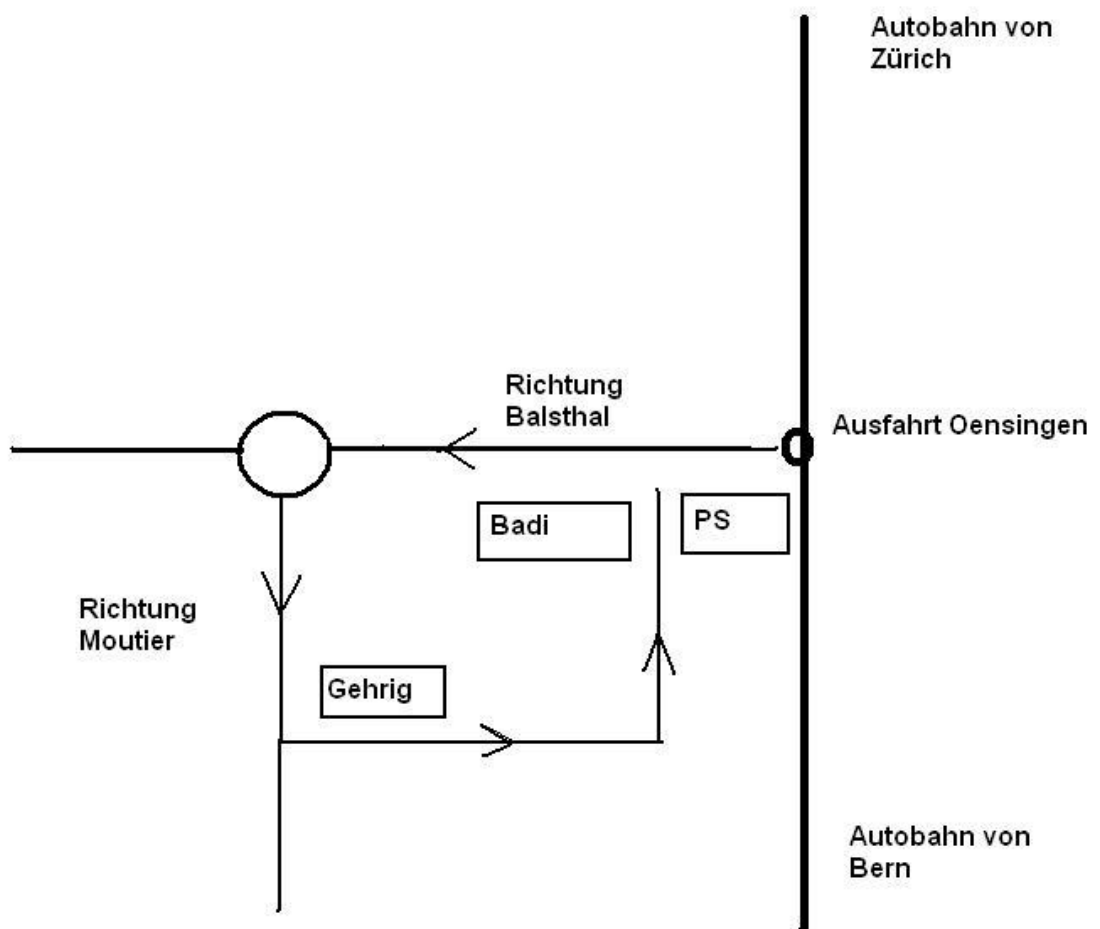 Autobahn von
Zürich
Richtung
Balsthal
Ausfahrt Oensingen
Badi
PS
Richtung
Moutier
Gehrig
Autobahn von
Bern